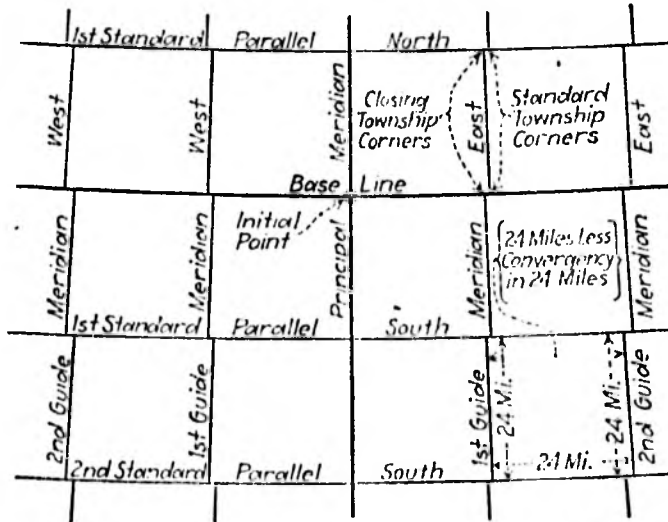 1st Standard Parallel North
West
West
Meridian
Closing
Township
Corners
East
Standard
Township
Corners
East
Base Line
Initial
Point
Meridian
Meridian
Principal
Meridian
24 Miles Less
Convergency
in 24 Miles
Meridian
1st Standard Parallel South
2nd Guide
1st Guide
1st Guide
24 Mi.
24 Mi.
2nd Guide
24 Mi.
2nd Standard Parallel South